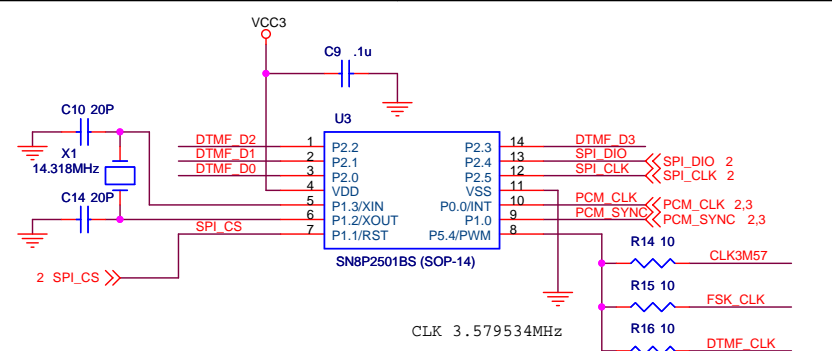 VCC3
C9 .1u
C10 20P
X1
14.318MHz
C14 20P
U3
DTMF_D2 1 P2.2 P2.3 14 DTMF_D3
DTMF_D1 2 P2.1 P2.4 13 SPI_DIO SPI_DIO 2
DTMF_D0 3 P2.0 P2.5 12 SPI_CLK SPI_CLK 2
4 VDD VSS 11
5 P1.3/XIN P0.0/INT 10 PCM_CLK PCM_CLK 2,3
6 P1.2/XOUT P1.0 9 PCM_SYNC PCM_SYNC 2,3
SPI_CS 7 P1.1/RST P5.4/PWM 8
SN8P2501BS (SOP-14)
2 SPI_CS
R14 10
CLK3M57
R15 10
FSK_CLK
R16 10
DTMF_CLK
CLK 3.579534MHz